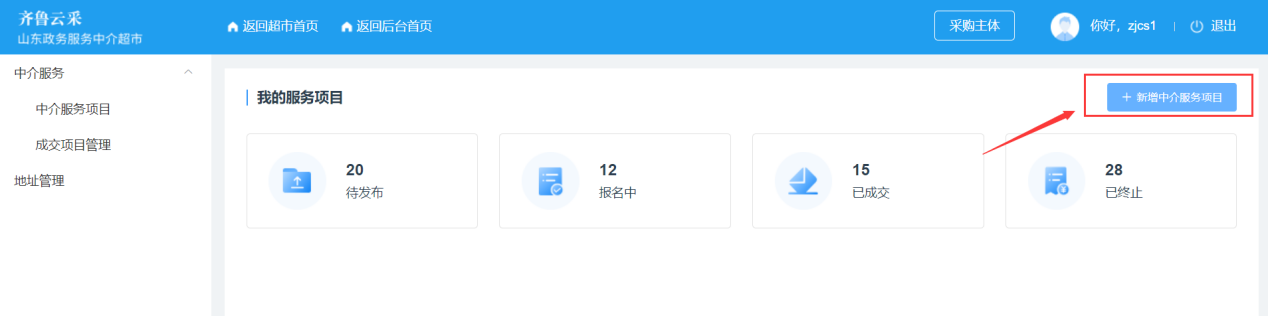 齐鲁云采
山东政务服务中介超市
返回超市首页
返回后台首页
采购主体
你好，zjcs1
退出
中介服务
中介服务项目
成交项目管理
地址管理
我的服务项目
+ 新增中介服务项目
20
待发布
12
报名中
15
已成交
28
已终止